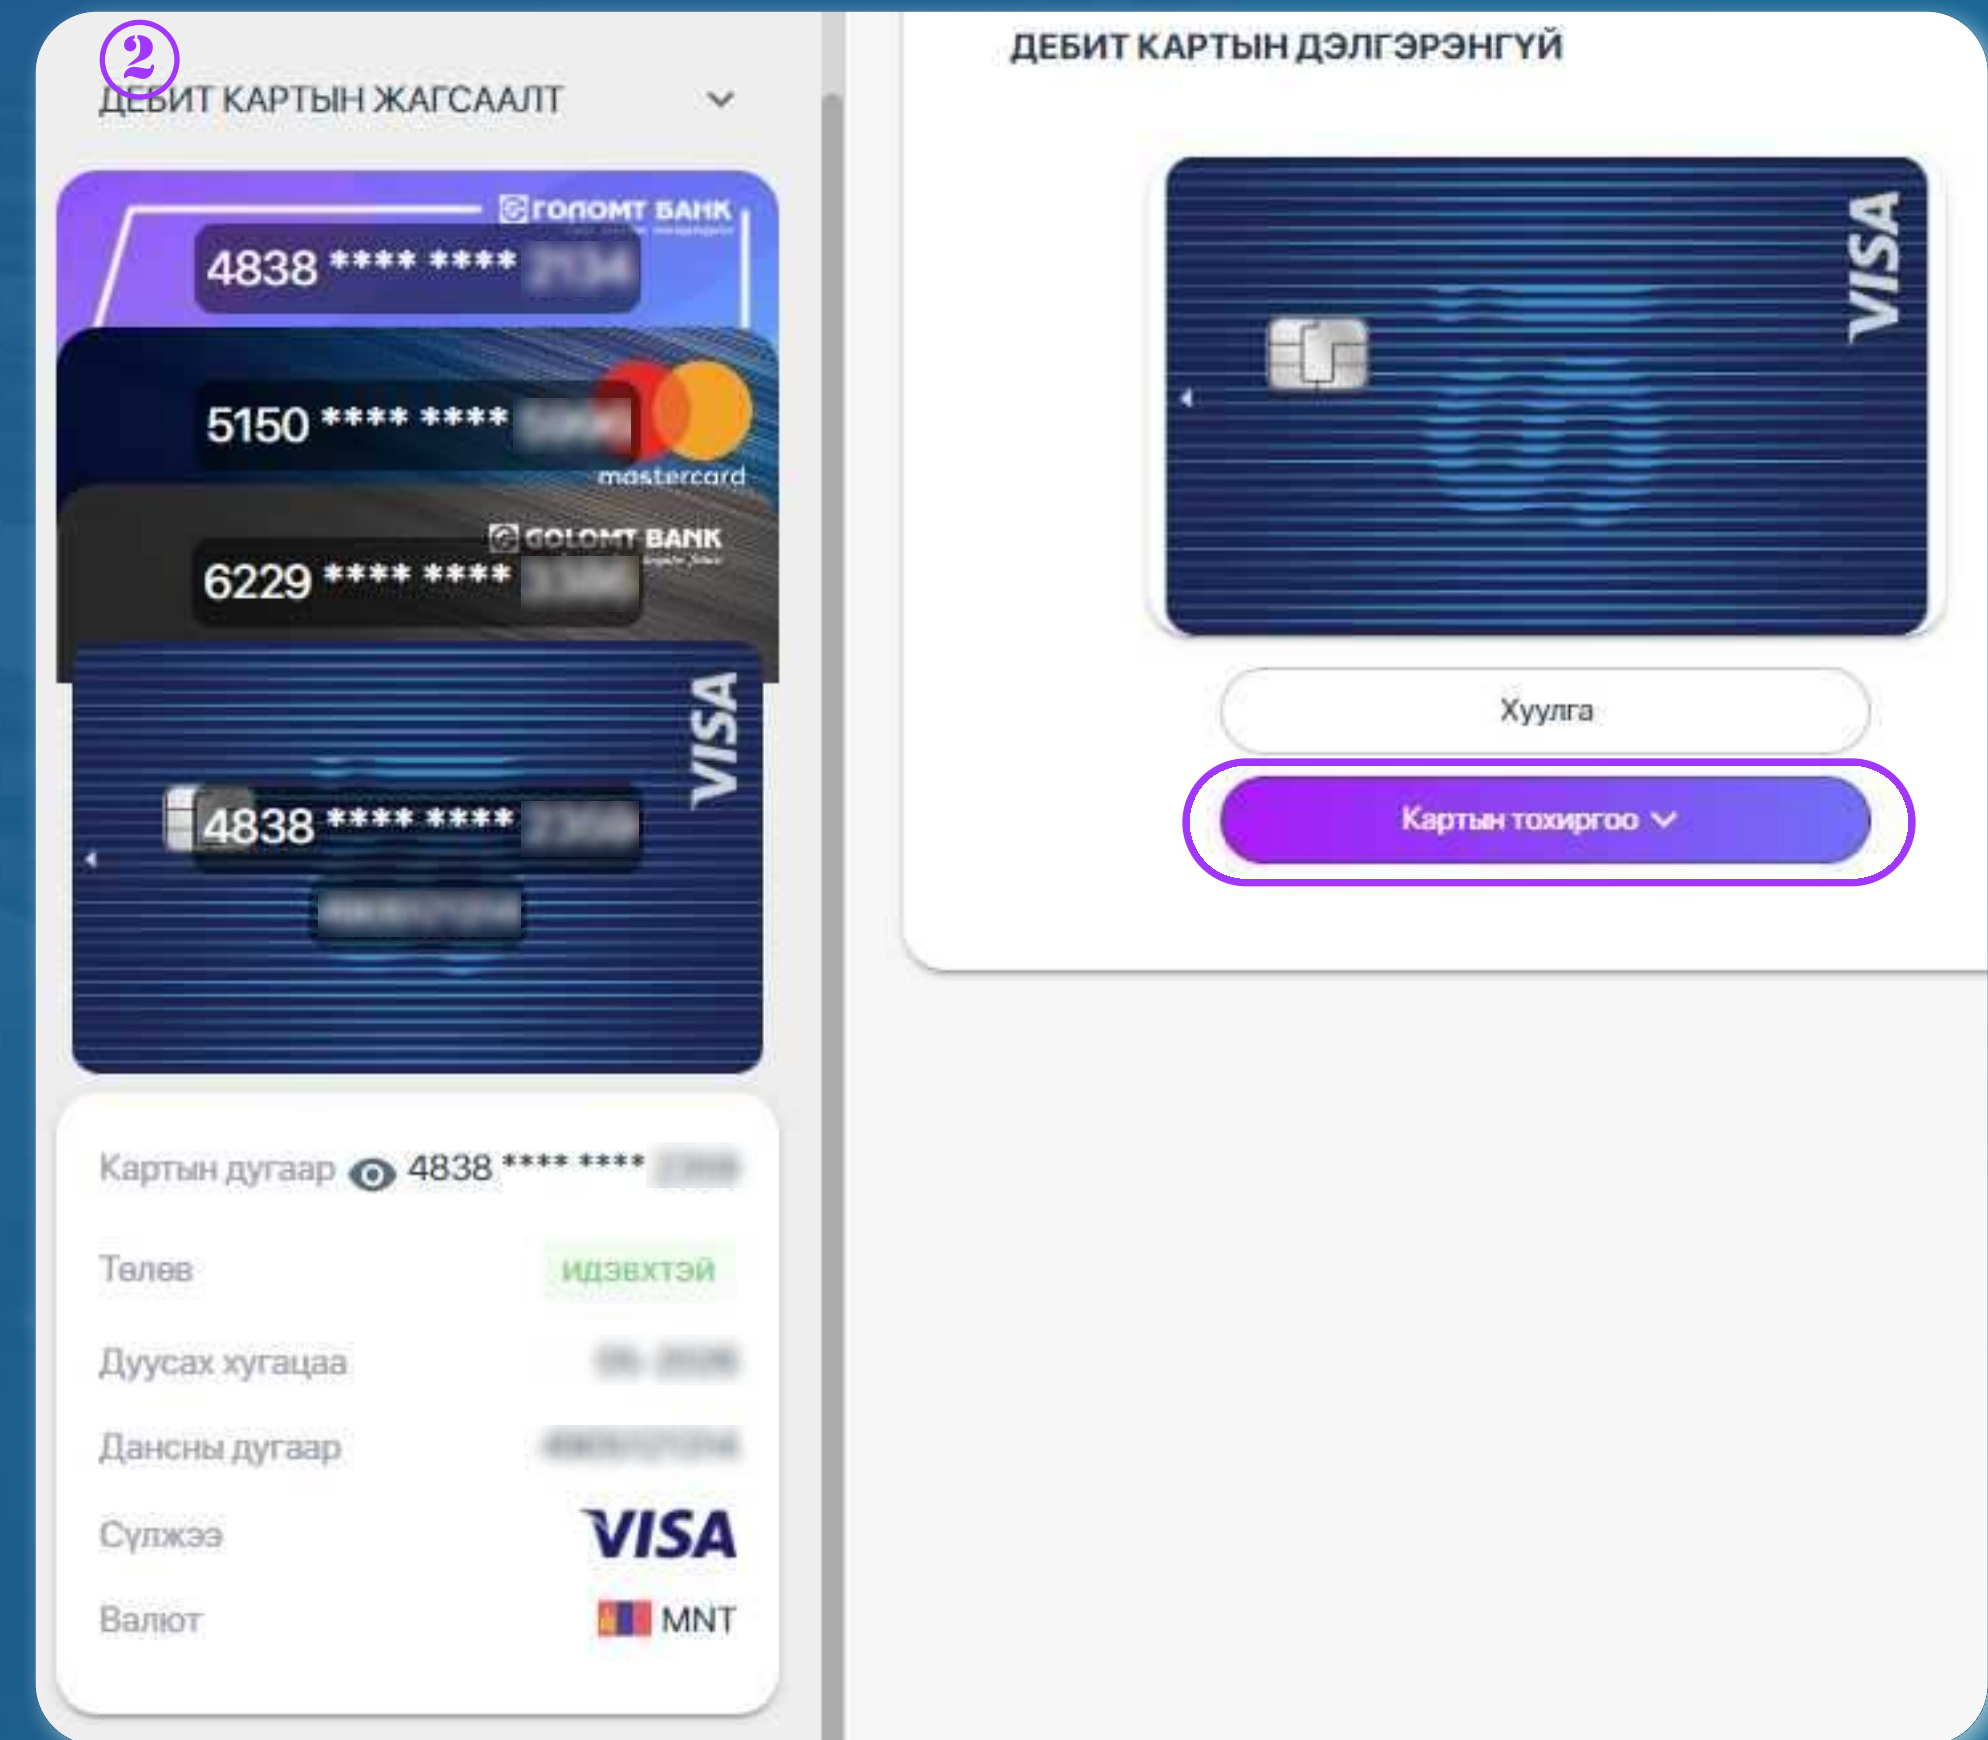 2
ДЕБИТ КАРТЫН ЖАГСААЛТ
ГОЛОМТ БАНК
4838 **** ****
5150 **** ****
mastercard
GOLOMT BANK
6229 **** ****
VISA
4838 **** ****
Картын дугаар 4838 **** ****
Төлөв ИДЭВХТЭЙ
Дуусах хугацаа
Дансны дугаар
Сүлжээ VISA
Валют MNT
ДЕБИТ КАРТЫН ДЭЛГЭРЭНГҮЙ
VISA
Хуулга
Картын тохиргоо